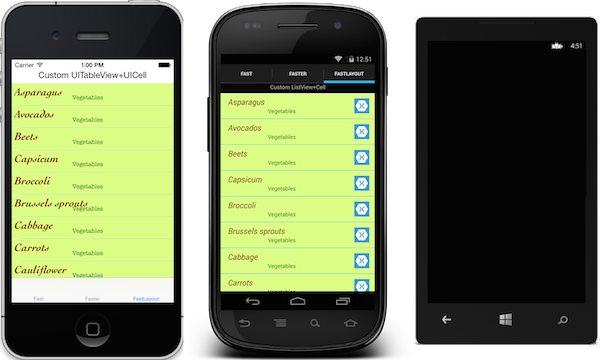 Carrier 1:00 PM
Custom UITableView+UICell
Asparagus
Vegetables
Avocados
Vegetables
Beets
Vegetables
Capsicum
Vegetables
Broccoli
Vegetables
Brussels sprouts
Vegetables
Cabbage
Vegetables
Carrots
Vegetables
Cauliflower
Vegetables
Fast Faster FastLayout
12:51
FAST FASTER FASTLAYOUT
Custom ListView+Cell
Asparagus
Vegetables
Avocados
Vegetables
Beets
Vegetables
Capsicum
Vegetables
Broccoli
Vegetables
Brussels sprouts
Vegetables
Cabbage
Vegetables
Carrots
4:51